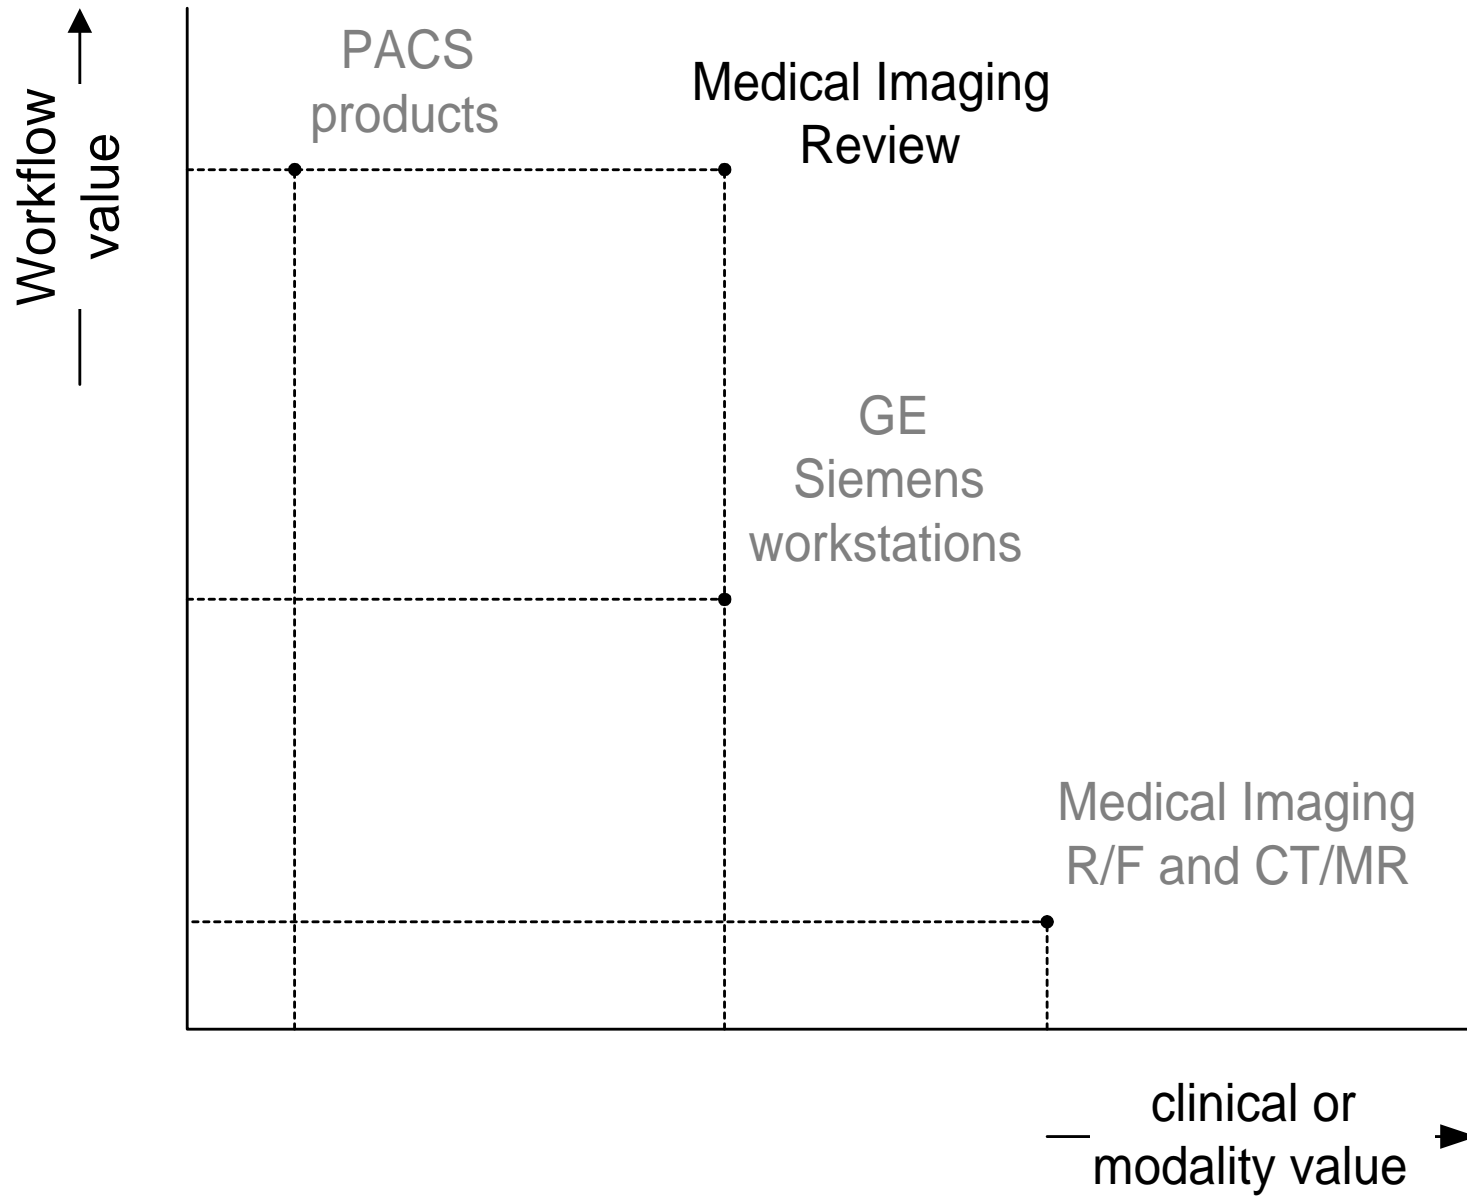 Workflow
value
PACS
products
Medical Imaging
Review
GE
Siemens
workstations
Medical Imaging
R/F and CT/MR
clinical or
modality value